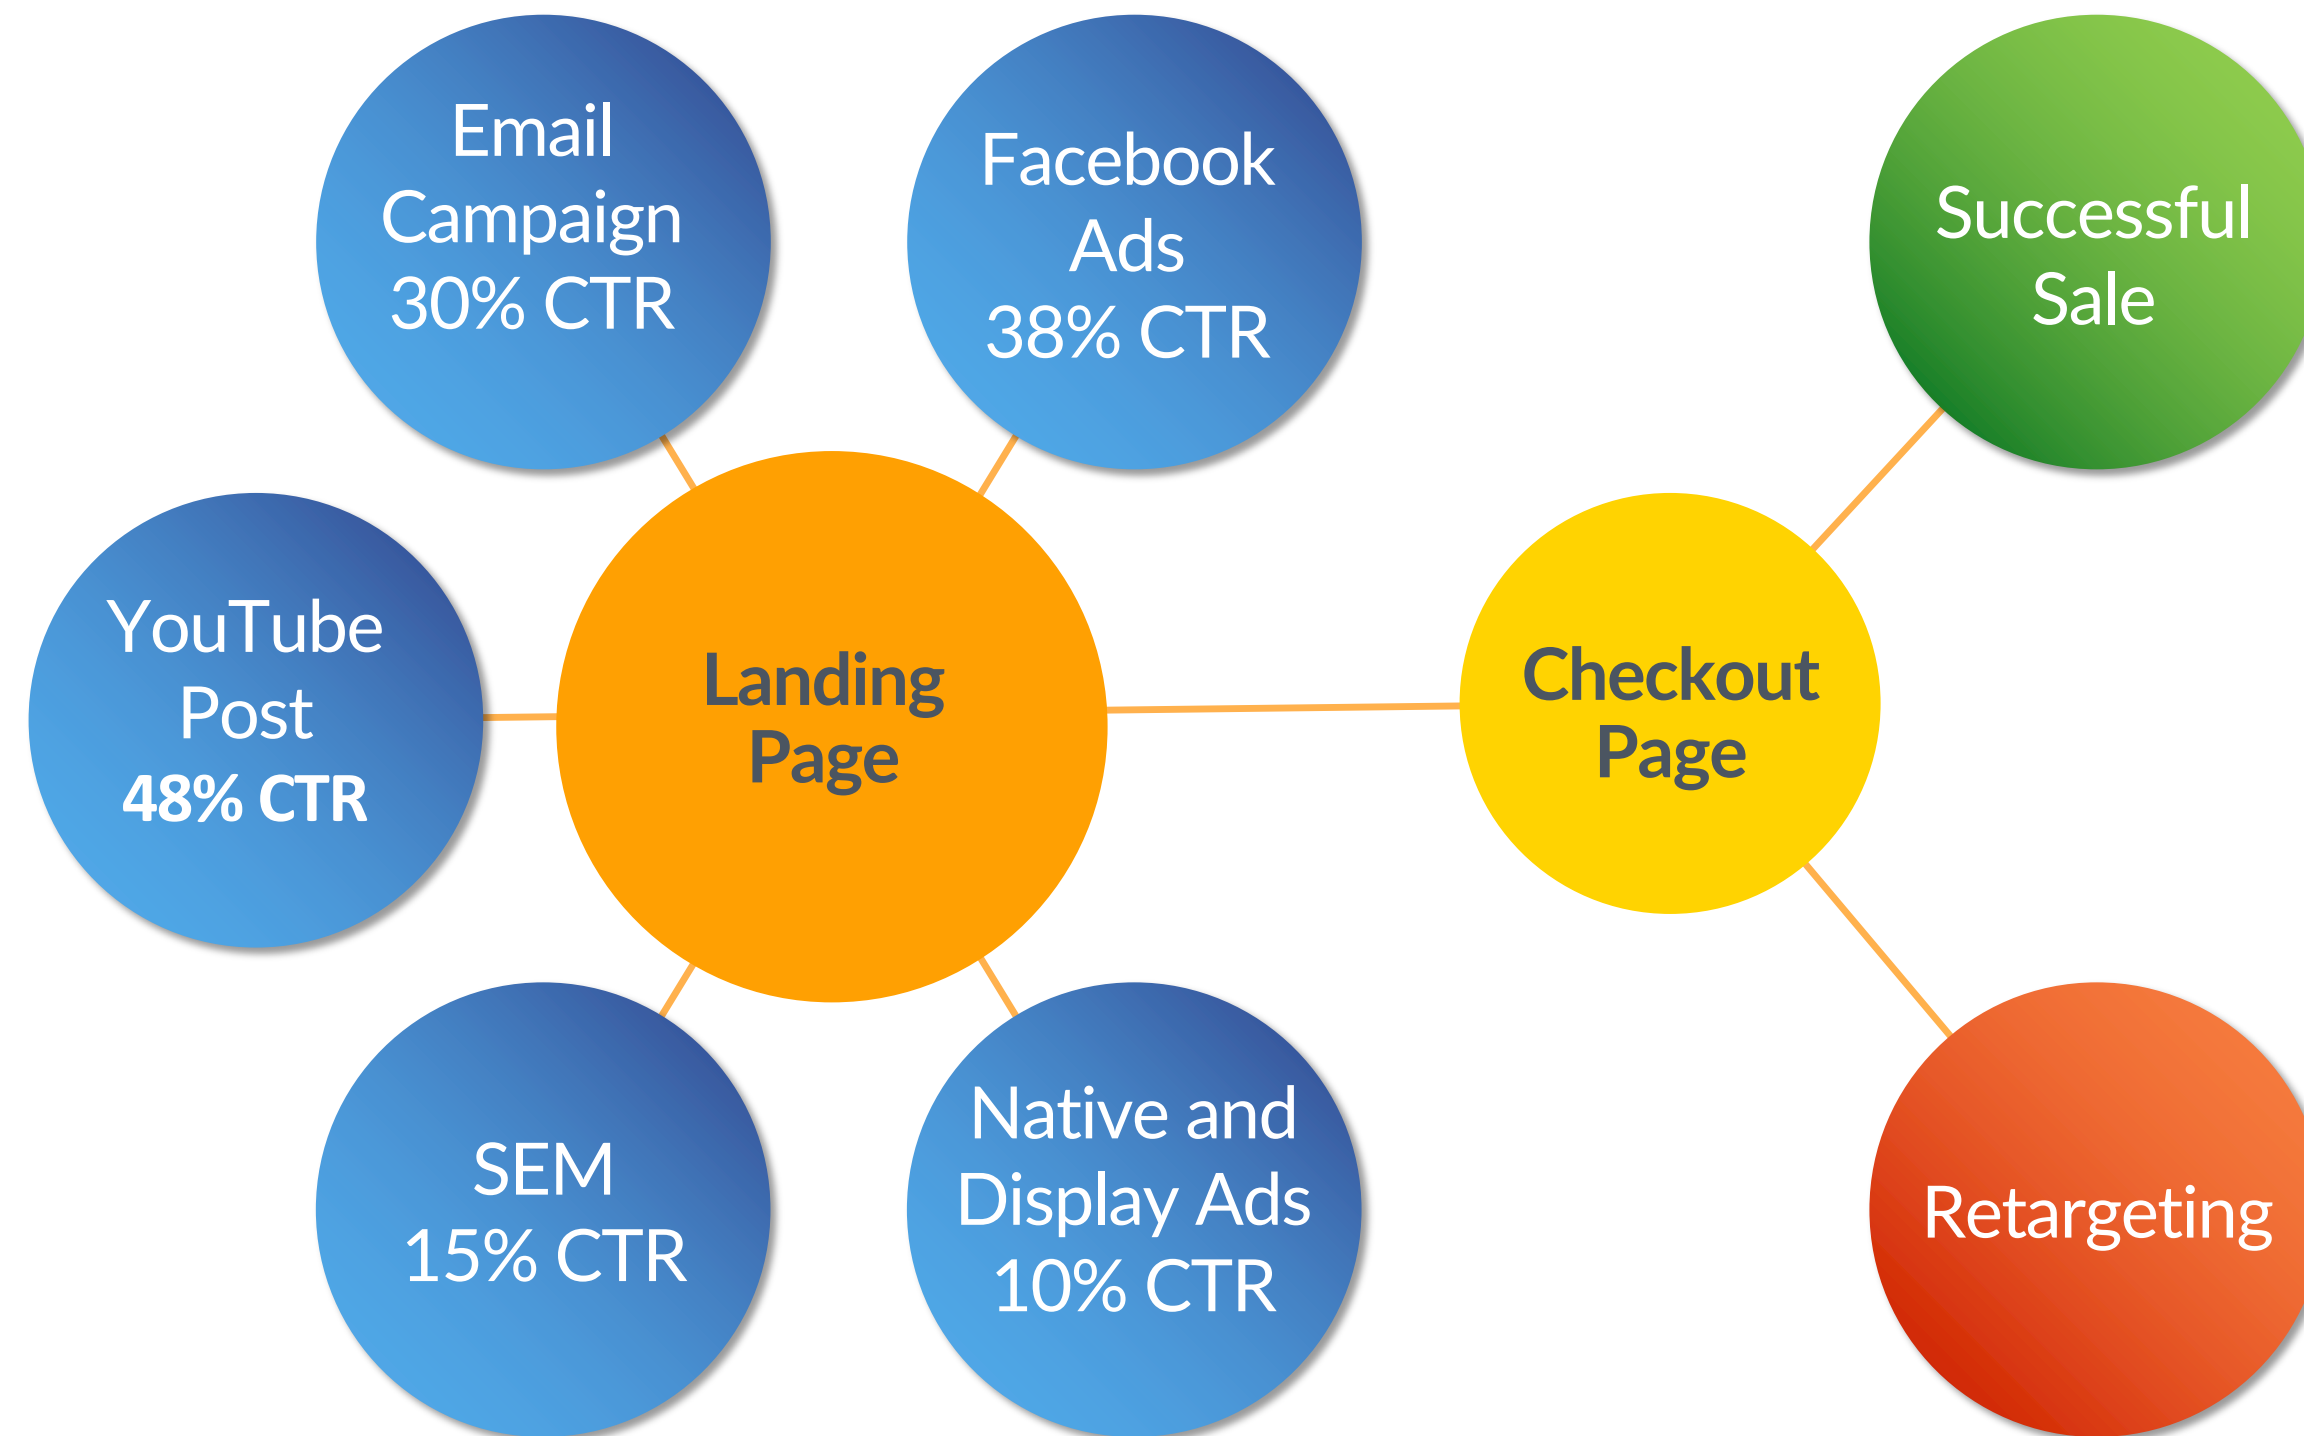 Email
Campaign
30% CTR
Facebook
Ads
38% CTR
Successful
Sale
YouTube
Post
48% CTR
Landing
Page
Checkout
Page
SEM
15% CTR
Native and
Display Ads
10% CTR
Retargeting